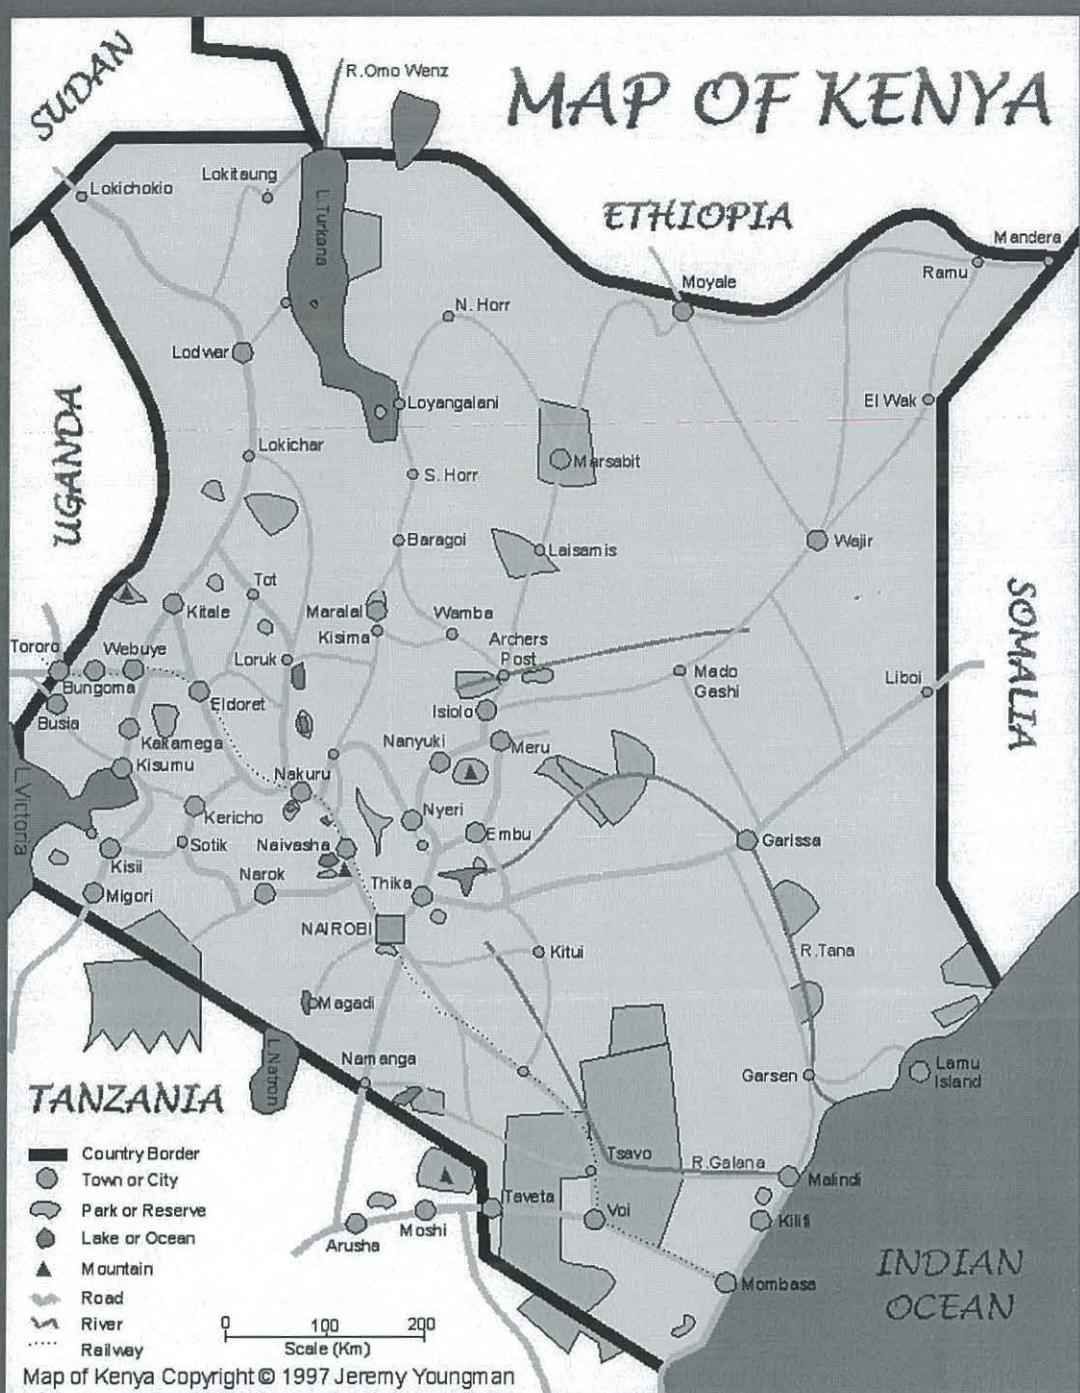 MAP OF KENYA
SUDAN
R.Omo Wenz
Lokichokio
Lokitaung
L.Turkana
ETHIOPIA
Mandera
Ramu
Moyale
N. Horr
Lodwar
Loyangalani
El Wak
UGANDA
Lokichar
S. Horr
Marsabit
Baragoi
Laisamis
Wajir
Tot
Kitale
Maralal
Wamba
Kisima
Archers
Post
SOMALIA
Tororo
Webuye
Loruk
Mado
Gashi
Liboi
Bungoma
Eldoret
Isiolo
Busia
Kakamega
Nanyuki
Meru
Kisumu
Nakuru
L.Victoria
Kericho
Nyeri
Embu
Garissa
Sotik
Naivasha
Kisii
Narok
Thika
Migori
NAIROBI
Kitui
R.Tana
Magadi
L.Natron
Namanga
Garsen
Lamu
Island
TANZANIA
Tsavo
R.Galana
Malindi
Taveta
Voi
Kilifi
Moshi
Arusha
Mombasa
INDIAN
OCEAN
Country Border
Town or City
Park or Reserve
Lake or Ocean
Mountain
Road
River
Railway
0 100 200
Scale (Km)
Map of Kenya Copyright © 1997 Jeremy Youngman